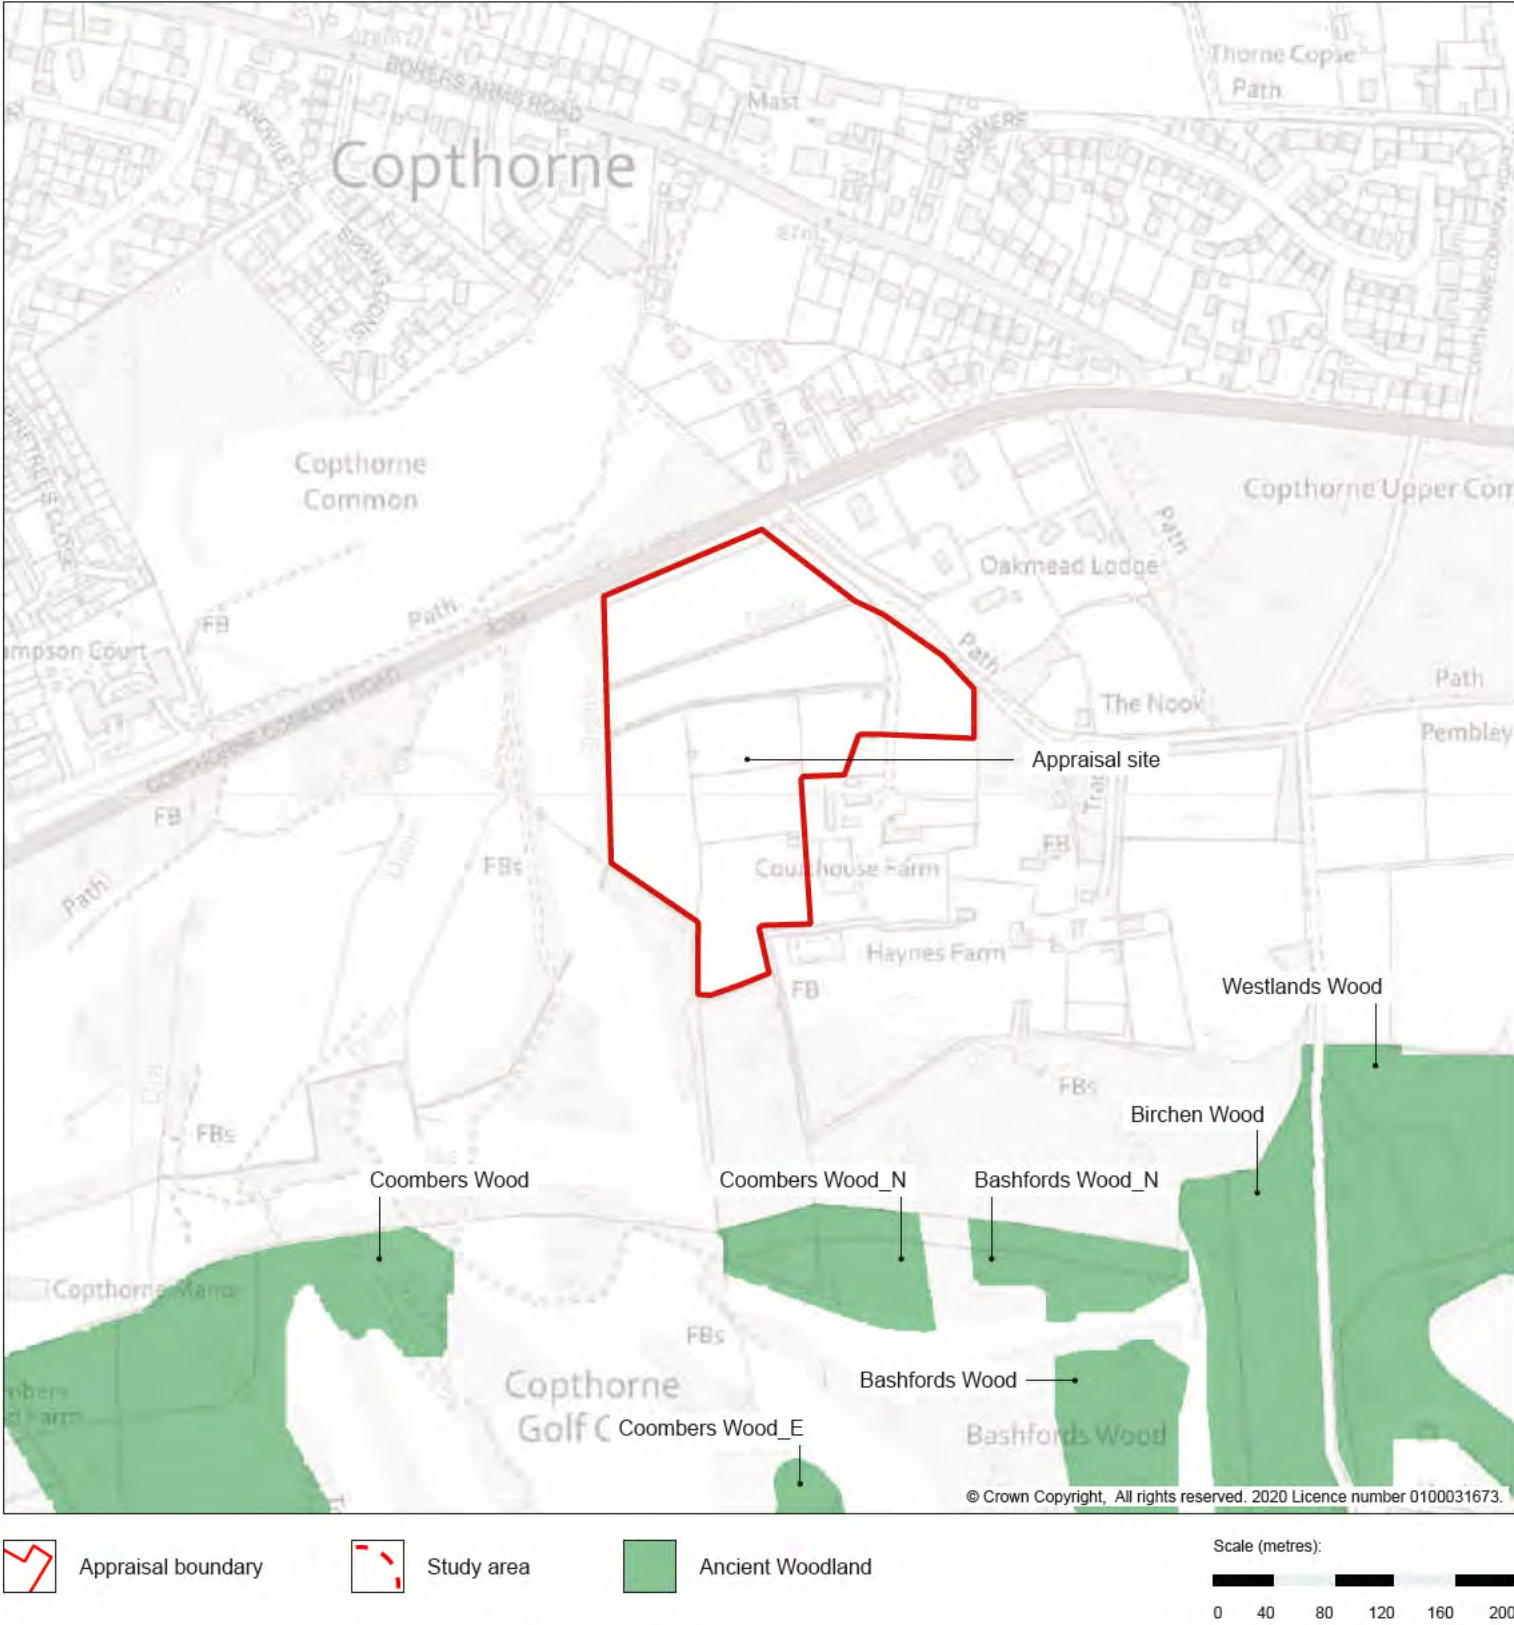 Thorne Copse
Path
BORERS ARMS ROAD
Mast
Copthorne
Copthorne
Common
Copthorne Upper Com
Path
Oakmead Lodge
FB
Path
mpson Court
Path
The Nook
Path
Pembley
COPTHORNE COMMON ROAD
Appraisal site
FB
FB
FBs
Courthouse Farm
Path
Haynes Farm
FB
Westlands Wood
FBs
Birchen Wood
FBs
Coombers Wood
Coombers Wood_N
Bashfords Wood_N
Copthorne Manor
FBs
Bashfords Wood
Copthorne
Golf C
Coombers Wood_E
Bashfords Wood
© Crown Copyright, All rights reserved. 2020 Licence number 0100031673.
Appraisal boundary
Study area
Ancient Woodland
Scale (metres):
0 40 80 120 160 200